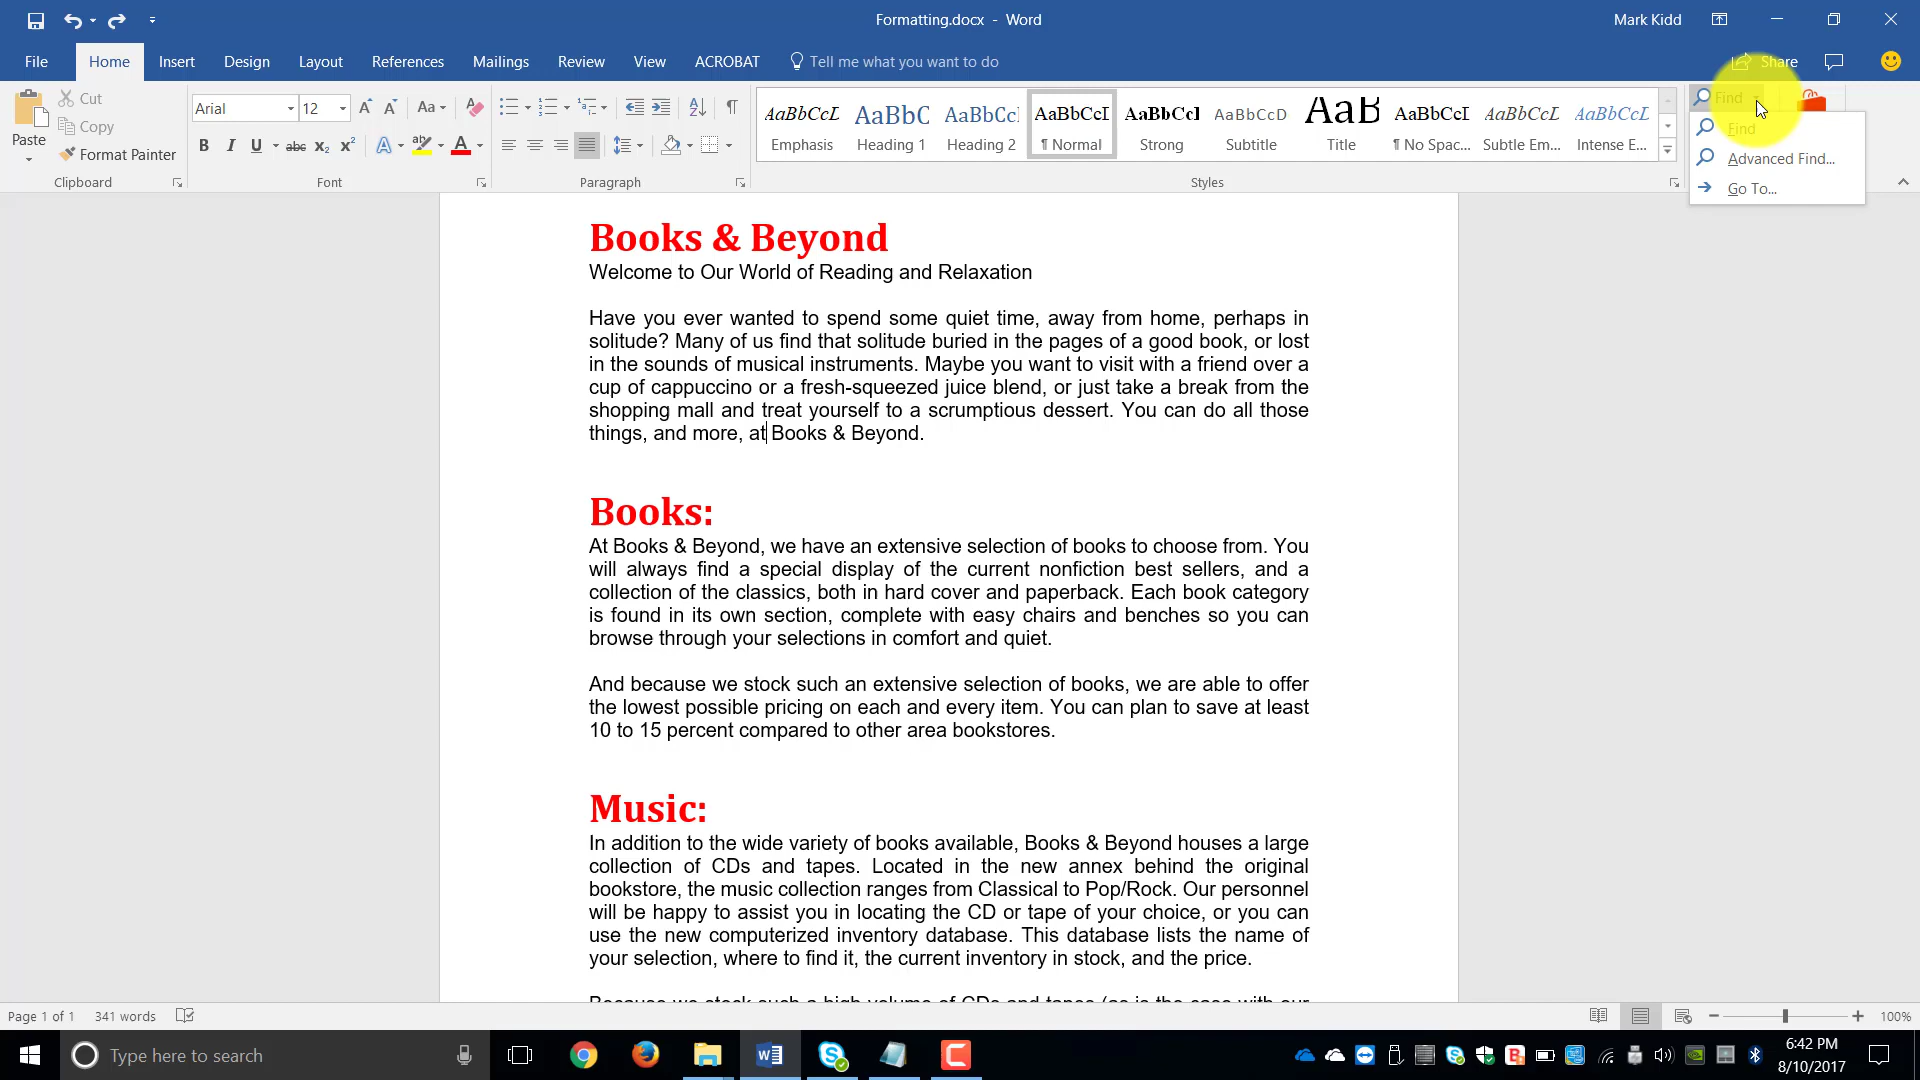 Formatting.docx - Word
Mark Kidd
File Home Insert Design Layout References Mailings Review View ACROBAT Tell me what you want to do
Share
Paste
Cut
Copy
Format Painter
Clipboard
Arial 12
Aa
B I U abc X₂ X²
A A
Font
Paragraph
AaBbCcL AaBbC AaBbCc AaBbCcI AaBbCcI AaBbCcD AaB AaBbCcI AaBbCcL AaBbCcL
Emphasis Heading 1 Heading 2 ¶ Normal Strong Subtitle Title ¶ No Spac... Subtle Em... Intense E...
Styles
Find
Find
Advanced Find...
Go To...
Books & Beyond
Welcome to Our World of Reading and Relaxation
Have you ever wanted to spend some quiet time, away from home, perhaps in
solitude? Many of us find that solitude buried in the pages of a good book, or lost
in the sounds of musical instruments. Maybe you want to visit with a friend over a
cup of cappuccino or a fresh-squeezed juice blend, or just take a break from the
shopping mall and treat yourself to a scrumptious dessert. You can do all those
things, and more, at Books & Beyond.
Books:
At Books & Beyond, we have an extensive selection of books to choose from. You
will always find a special display of the current nonfiction best sellers, and a
collection of the classics, both in hard cover and paperback. Each book category
is found in its own section, complete with easy chairs and benches so you can
browse through your selections in comfort and quiet.
And because we stock such an extensive selection of books, we are able to offer
the lowest possible pricing on each and every item. You can plan to save at least
10 to 15 percent compared to other area bookstores.
Music:
In addition to the wide variety of books available, Books & Beyond houses a large
collection of CDs and tapes. Located in the new annex behind the original
bookstore, the music collection ranges from Classical to Pop/Rock. Our personnel
will be happy to assist you in locating the CD or tape of your choice, or you can
use the new computerized inventory database. This database lists the name of
your selection, where to find it, the current inventory in stock, and the price.
Because we stock such a high volume of CDs and tapes (as is the case with our
Page 1 of 1 341 words
100%
Type here to search
6:42 PM
8/10/2017